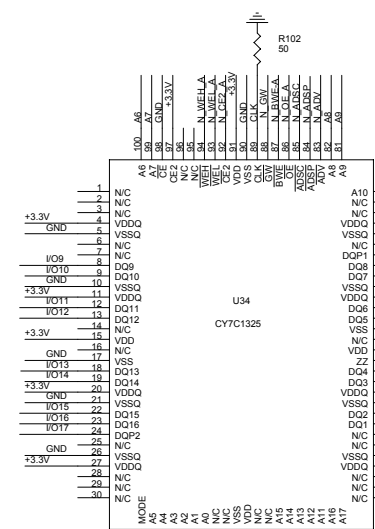 R102
50
A6
A7
GND
+3.3V
N_WEH_A
N_WEL_A
N_CE2_A
+3.3V
GND
CLK
N_GW
N_BWE-A
N_OE_A
N_ADSC
N_ADSP
N_ADV
A8
A9
100
99
98
97
96
95
94
93
92
91
90
89
88
87
86
85
84
83
82
81
A6
A7
CE
CE2
N/C
N/C
WEH
WEL
CE2
VDD
VSS
CLK
GW
BWE
OE
ADSC
ADSP
ADV
A8
A9
1 N/C A10
2 N/C N/C
3 N/C N/C
+3.3V 4 VDDQ VDDQ
GND 5 VSSQ VSSQ
6 N/C N/C
7 N/C DQP1
I/O9 8 DQ9 DQ8
I/O10 9 DQ10 DQ7
GND 10 VSSQ VSSQ
+3.3V 11 VDDQ VDDQ
I/O11 12 DQ11 DQ6
I/O12 13 DQ12 DQ5
14 N/C VSS
+3.3V 15 VDD N/C
16 N/C VDD
GND 17 VSS ZZ
I/O13 18 DQ13 DQ4
I/O14 19 DQ14 DQ3
+3.3V 20 VDDQ VDDQ
GND 21 VSSQ VSSQ
I/O15 22 DQ15 DQ2
I/O16 23 DQ16 DQ1
I/O17 24 DQP2 N/C
25 N/C N/C
GND 26 VSSQ VSSQ
+3.3V 27 VDDQ VDDQ
28 N/C N/C
29 N/C N/C
30 N/C N/C
U34
CY7C1325
MODE
A5
A4
A3
A2
A1
A0
N/C
N/C
VSS
VDD
N/C
N/C
A15
A14
A13
A12
A11
A16
A17